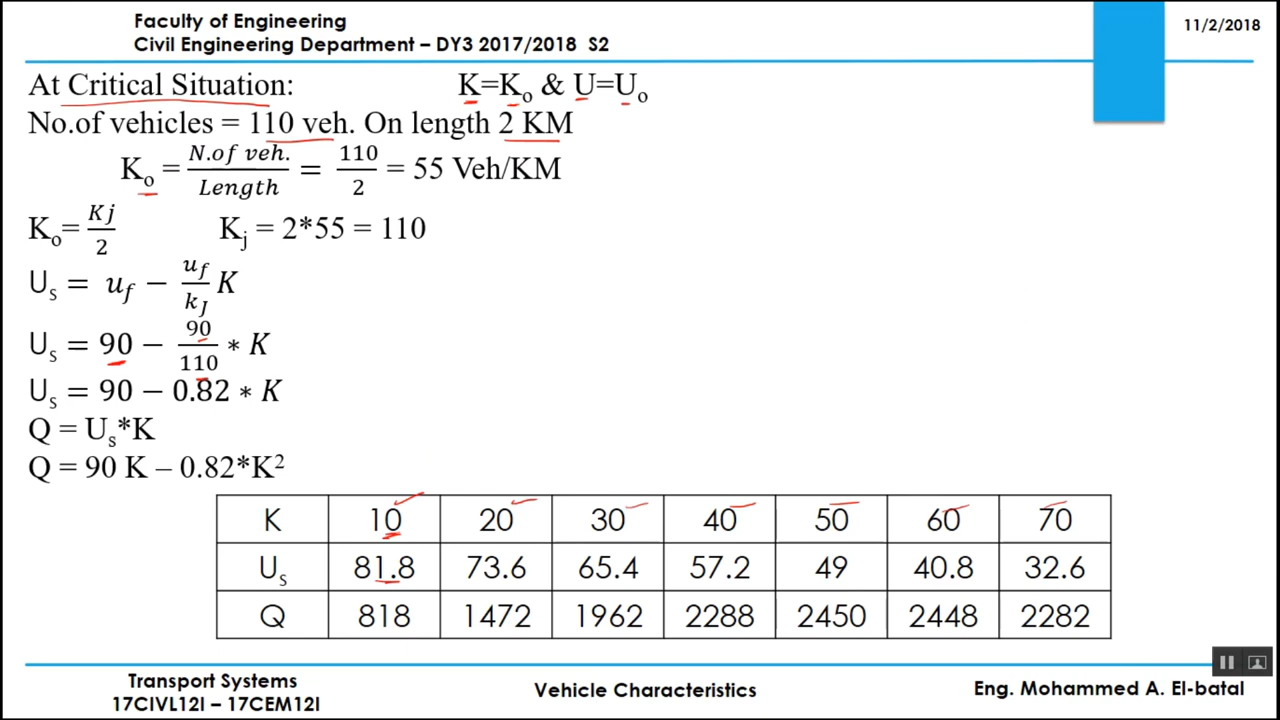 Faculty of Engineering
Civil Engineering Department – DY3 2017/2018 S2
11/2/2018
At Critical Situation: K=Kₒ & U=Uₒ
No.of vehicles = 110 veh. On length 2 KM
Kₒ = N.of veh./Length = 110/2 = 55 Veh/KM
Kₒ= Kj/2 Kⱼ = 2*55 = 110
Uₛ = u_f − u_f/k_J K
Uₛ = 90 − 90/110 ∗ K
Uₛ = 90 − 0.82 ∗ K
Q = Uₛ*K
Q = 90 K – 0.82*K²
K 10 20 30 40 50 60 70
Uₛ 81.8 73.6 65.4 57.2 49 40.8 32.6
Q 818 1472 1962 2288 2450 2448 2282
Transport Systems
17CIVL12I – 17CEM12I
Vehicle Characteristics
Eng. Mohammed A. El-batal